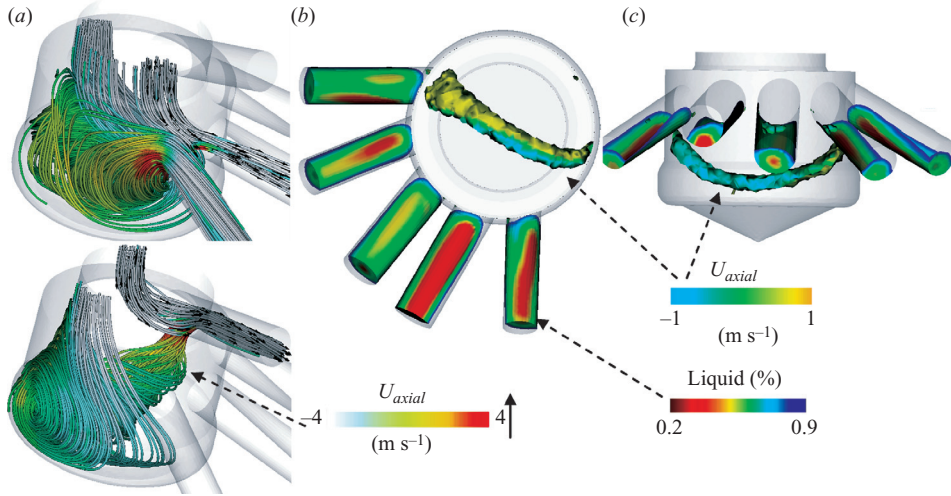 (a)
(b)
(c)
U_axial
–1 1
(m s⁻¹)
Liquid (%)
0.2 0.9
U_axial
–4 4
(m s⁻¹)